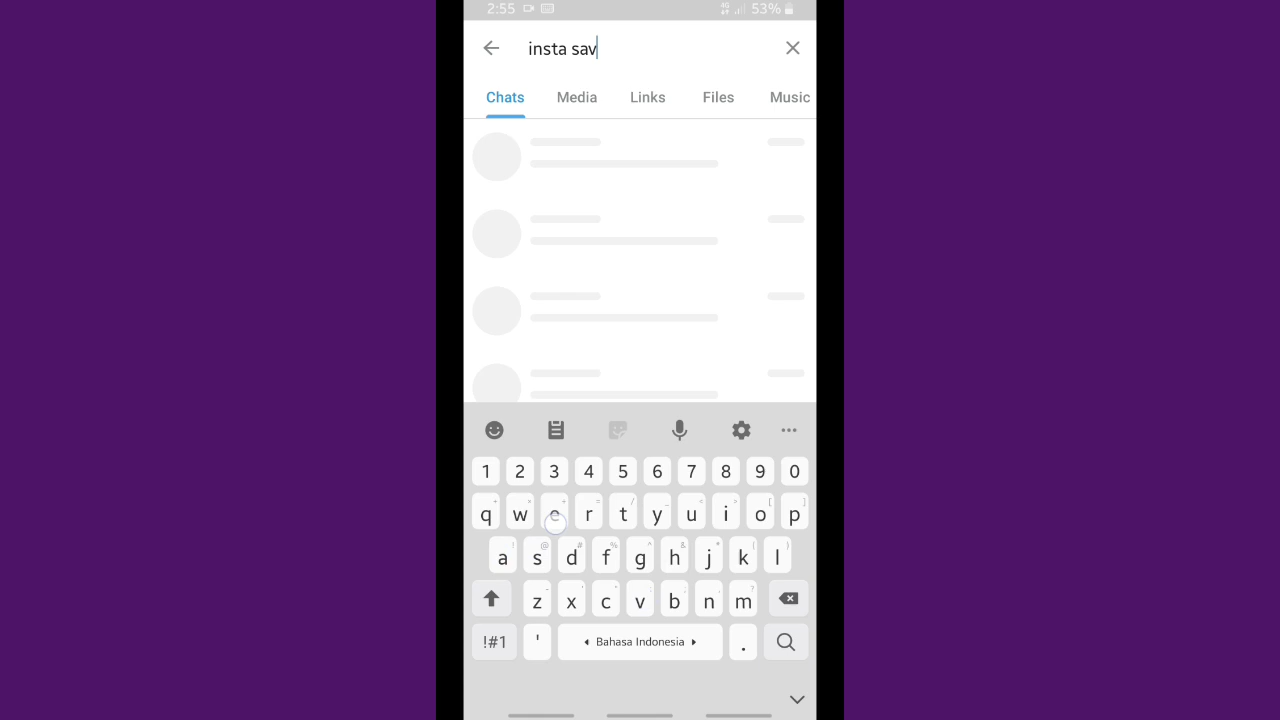 2:55 4G 53%
insta sav
Chats Media Links Files Music
1 2 3 4 5 6 7 8 9 0
q w e r t y u i o p
a s d f g h j k l
z x c v b n m
!#1 ' Bahasa Indonesia .